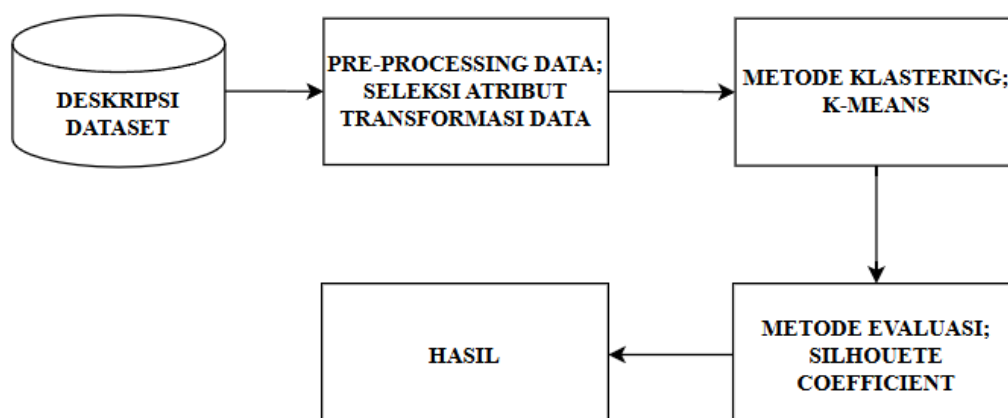 DESKRIPSI
DATASET
PRE-PROCESSING DATA;
SELEKSI ATRIBUT
TRANSFORMASI DATA
METODE KLASTERING;
K-MEANS
METODE EVALUASI;
SILHOUETE
COEFFICIENT
HASIL